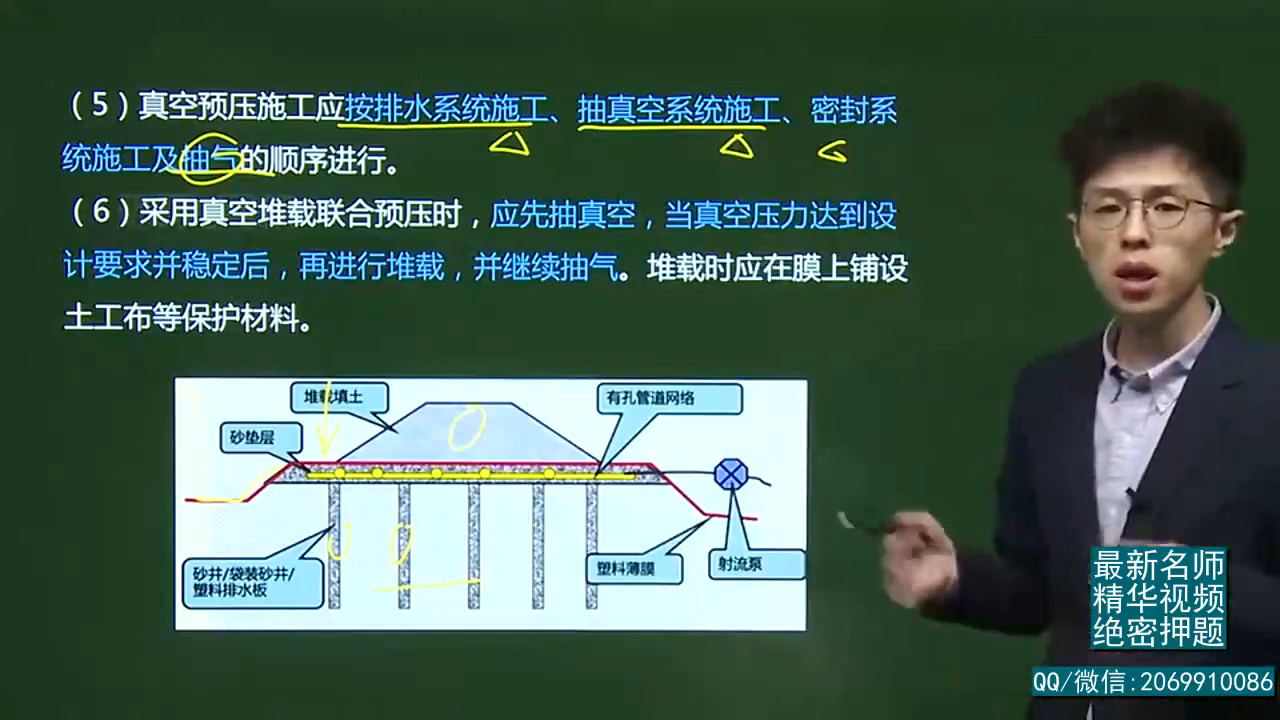 （5）真空预压施工应按排水系统施工、抽真空系统施工、密封系
统施工及抽气的顺序进行。
（6）采用真空堆载联合预压时，应先抽真空，当真空压力达到设
计要求并稳定后，再进行堆载，并继续抽气。堆载时应在膜上铺设
土工布等保护材料。
堆载填土
有孔管道网络
砂垫层
砂井/袋装砂井/
塑料排水板
塑料薄膜
射流泵
最新名师
精华视频
绝密押题
QQ/微信:2069910086